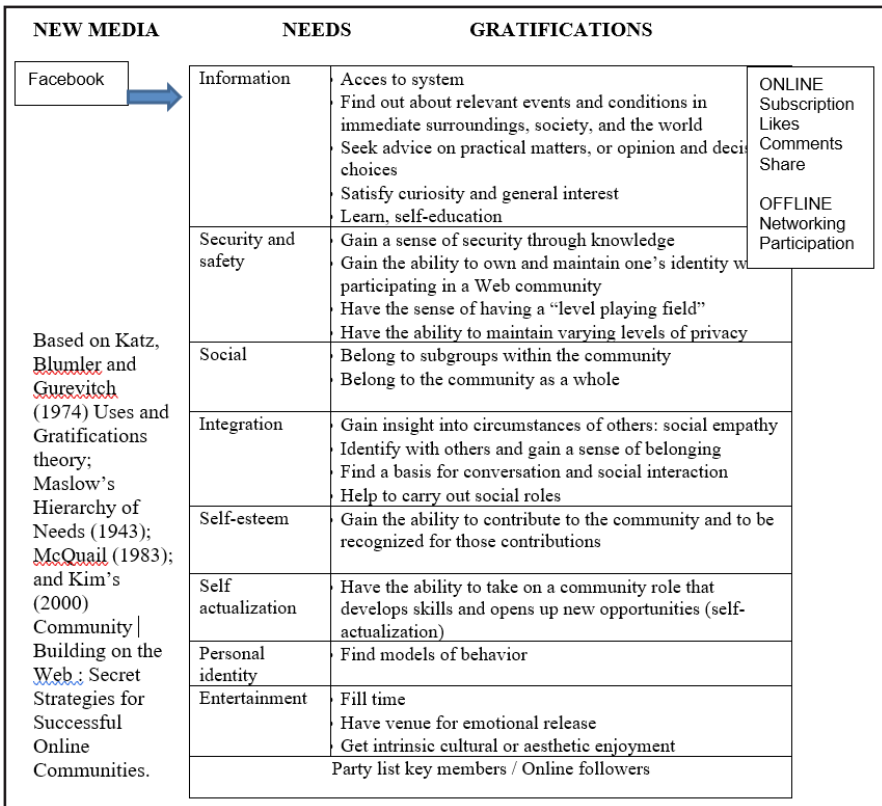 NEW MEDIA NEEDS GRATIFICATIONS
Facebook
Information
Acces to system
Find out about relevant events and conditions in
immediate surroundings, society, and the world
Seek advice on practical matters, or opinion and
choices
Satisfy curiosity and general interest
Learn, self-education
ONLINE
Subscription
Likes
Comments
Share
OFFLINE
Networking
Participation
Security and
safety
Gain a sense of security through knowledge
Gain the ability to own and maintain one's identity
participating in a Web community
Have the sense of having a "level playing field"
Have the ability to maintain varying levels of privacy
Social
Belong to subgroups within the community
Belong to the community as a whole
Integration
Gain insight into circumstances of others: social empathy
Identify with others and gain a sense of belonging
Find a basis for conversation and social interaction
Help to carry out social roles
Self-esteem
Gain the ability to contribute to the community and to be
recognized for those contributions
Self
actualization
Have the ability to take on a community role that
develops skills and opens up new opportunities (self-
actualization)
Personal
identity
Find models of behavior
Entertainment
Fill time
Have venue for emotional release
Get intrinsic cultural or aesthetic enjoyment
Party list key members / Online followers
Based on Katz,
Blumler and
Gurevitch
(1974) Uses and
Gratifications
theory;
Maslow's
Hierarchy of
Needs (1943);
McQuail (1983);
and Kim's
(2000)
Community
Building on the
Web : Secret
Strategies for
Successful
Online
Communities.